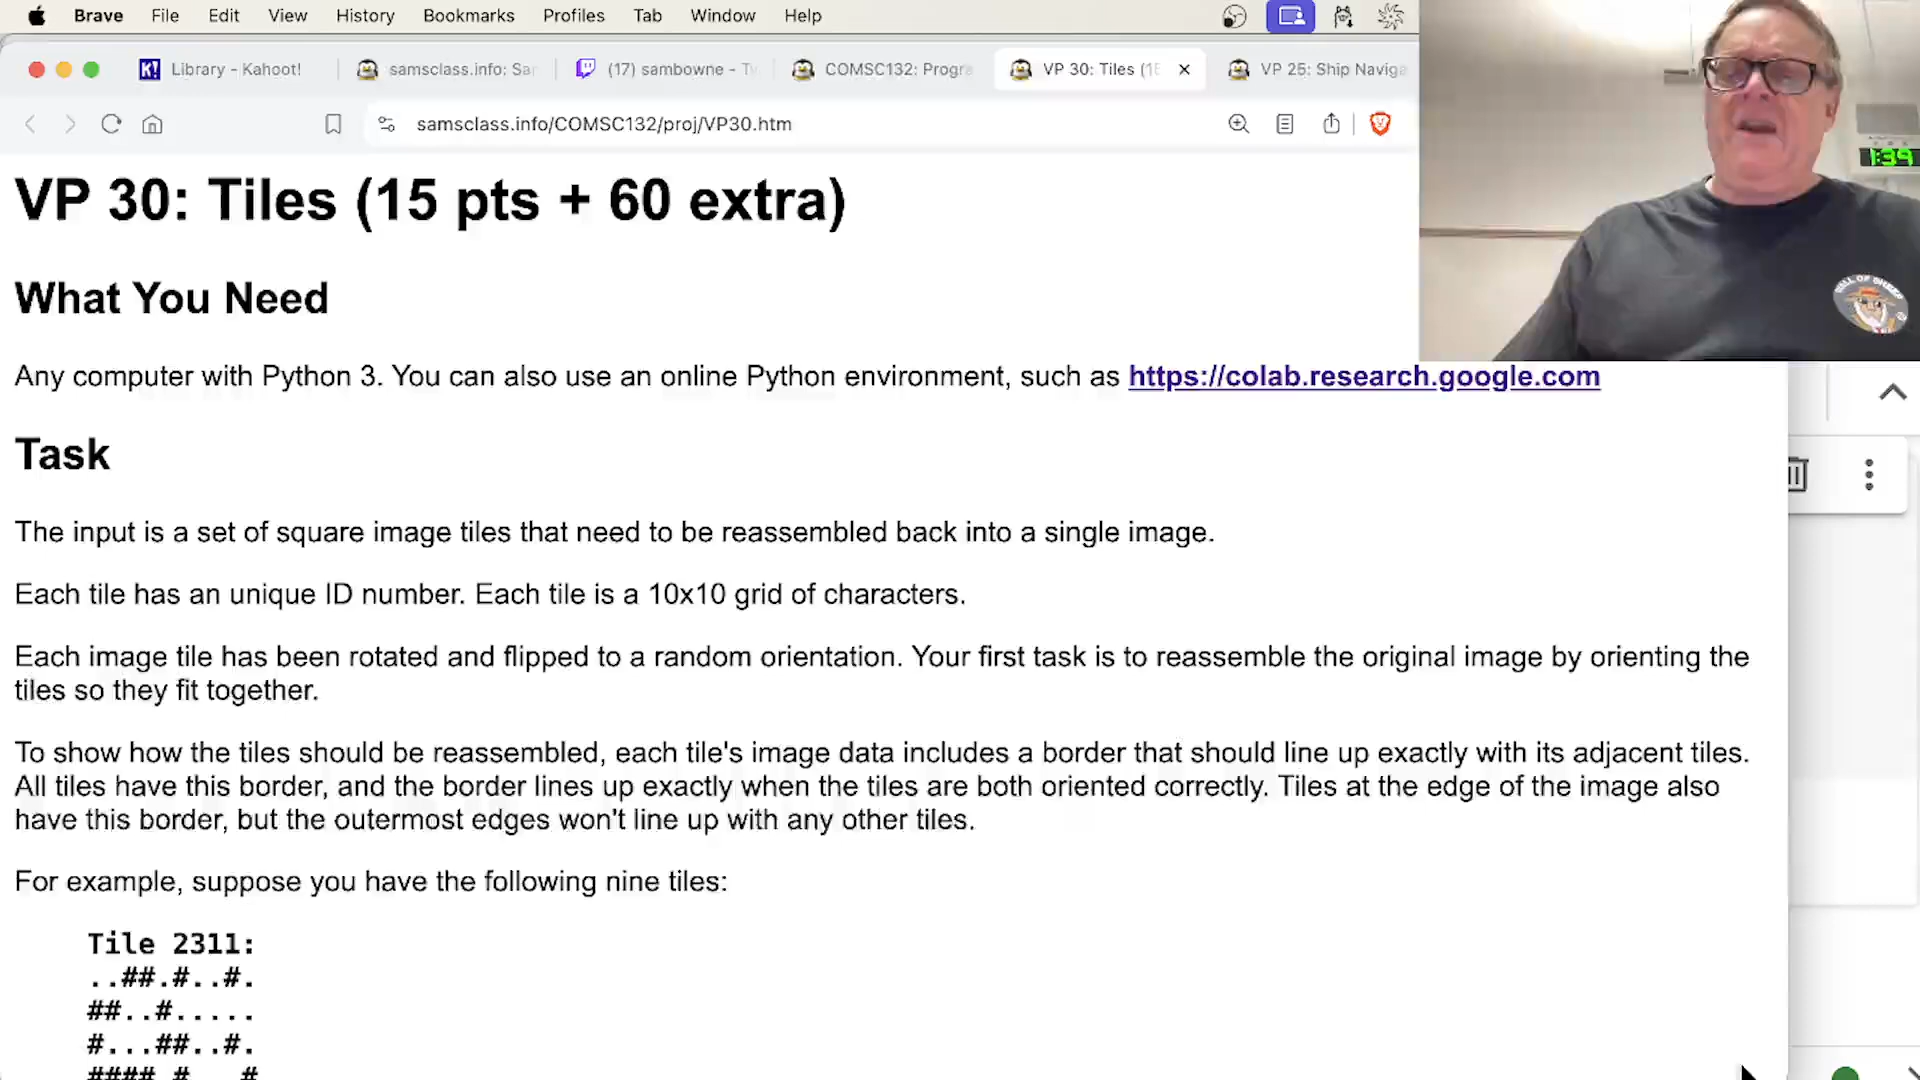 Brave File Edit View History Bookmarks Profiles Tab Window Help
Library - Kahoot! samsclass.info: Sar (17) sambowne - Tw COMSC132: Progra VP 30: Tiles (15 VP 25: Ship Naviga
samsclass.info/COMSC132/proj/VP30.htm
1:39
VP 30: Tiles (15 pts + 60 extra)
What You Need
WALL OF SHEEP
Any computer with Python 3. You can also use an online Python environment, such as https://colab.research.google.com
Task
The input is a set of square image tiles that need to be reassembled back into a single image.
Each tile has an unique ID number. Each tile is a 10x10 grid of characters.
Each image tile has been rotated and flipped to a random orientation. Your first task is to reassemble the original image by orienting the
tiles so they fit together.
To show how the tiles should be reassembled, each tile's image data includes a border that should line up exactly with its adjacent tiles.
All tiles have this border, and the border lines up exactly when the tiles are both oriented correctly. Tiles at the edge of the image also
have this border, but the outermost edges won't line up with any other tiles.
For example, suppose you have the following nine tiles:
Tile 2311:
..##.#..#.
##..#.....
#...##..#.
####.#...#